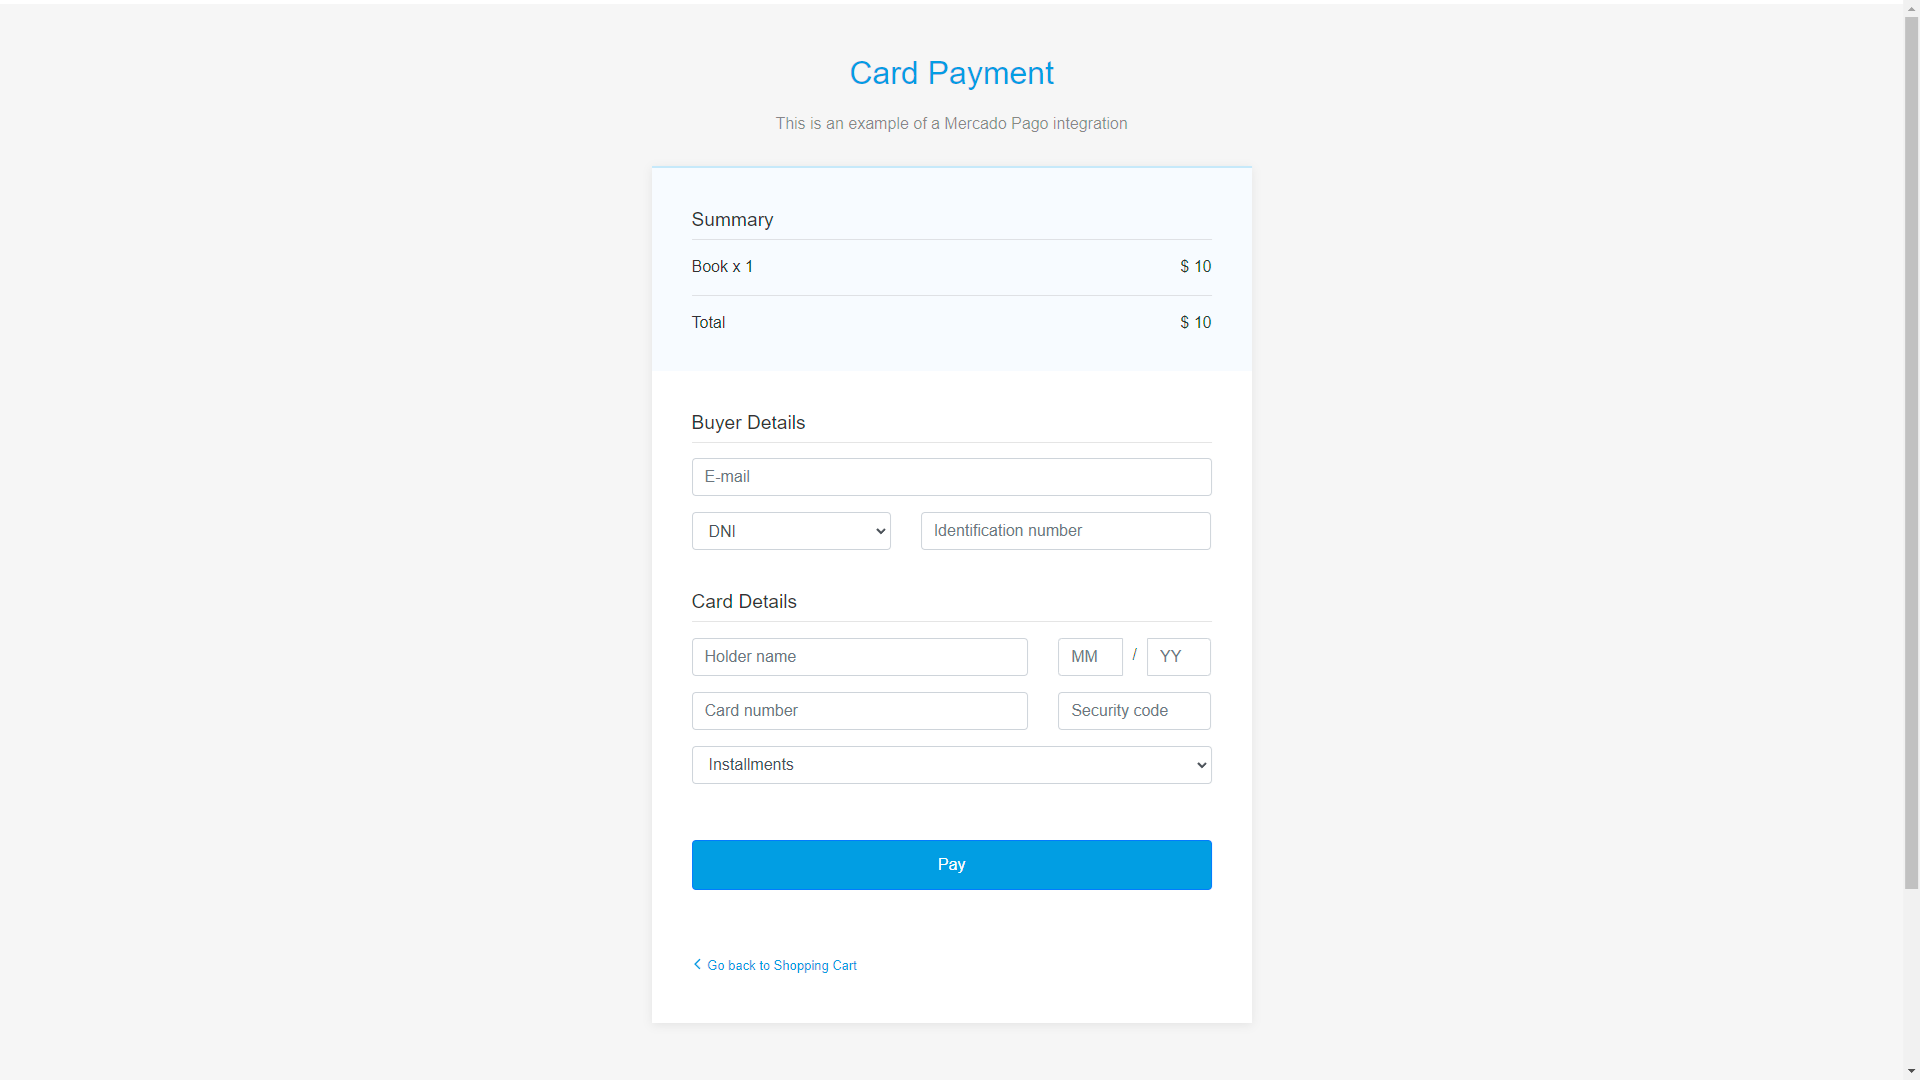 Card Payment
This is an example of a Mercado Pago integration
Summary
Book x 1 $ 10
Total $ 10
Buyer Details
E-mail
DNI Identification number
Card Details
Holder name MM / YY
Card number Security code
Installments
Pay
Go back to Shopping Cart